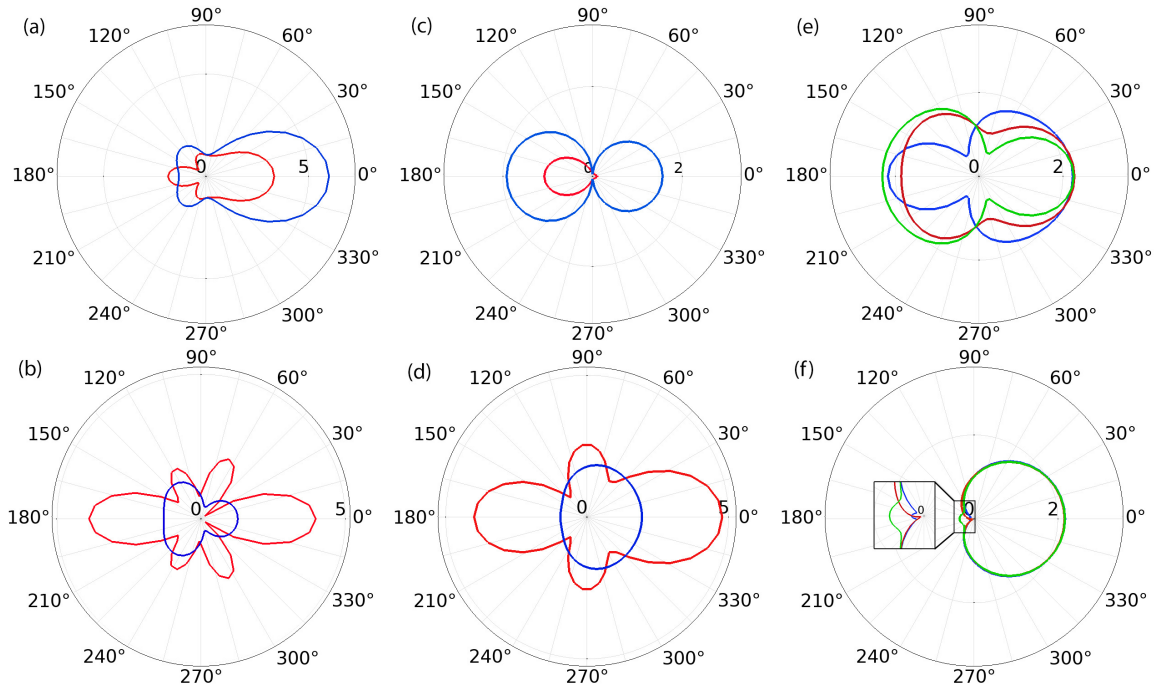 (a) 90° (c) 90° (e) 90°
120° 60° 120° 60° 120° 60°
150° 30° 150° 30° 150° 30°
180° 0 5 0° 180° 0 2 0° 180° 0 2 0°
210° 330° 210° 330° 210° 330°
240° 300° 240° 300° 240° 300°
270° 270° 270°
(b) 90° (d) 90° (f) 90°
120° 60° 120° 60° 120° 60°
150° 30° 150° 30° 150° 30°
180° 0 5 0° 180° 0 5 0° 180° 0 0 2 0°
210° 330° 210° 330° 210° 330°
240° 300° 240° 300° 240° 300°
270° 270° 270°